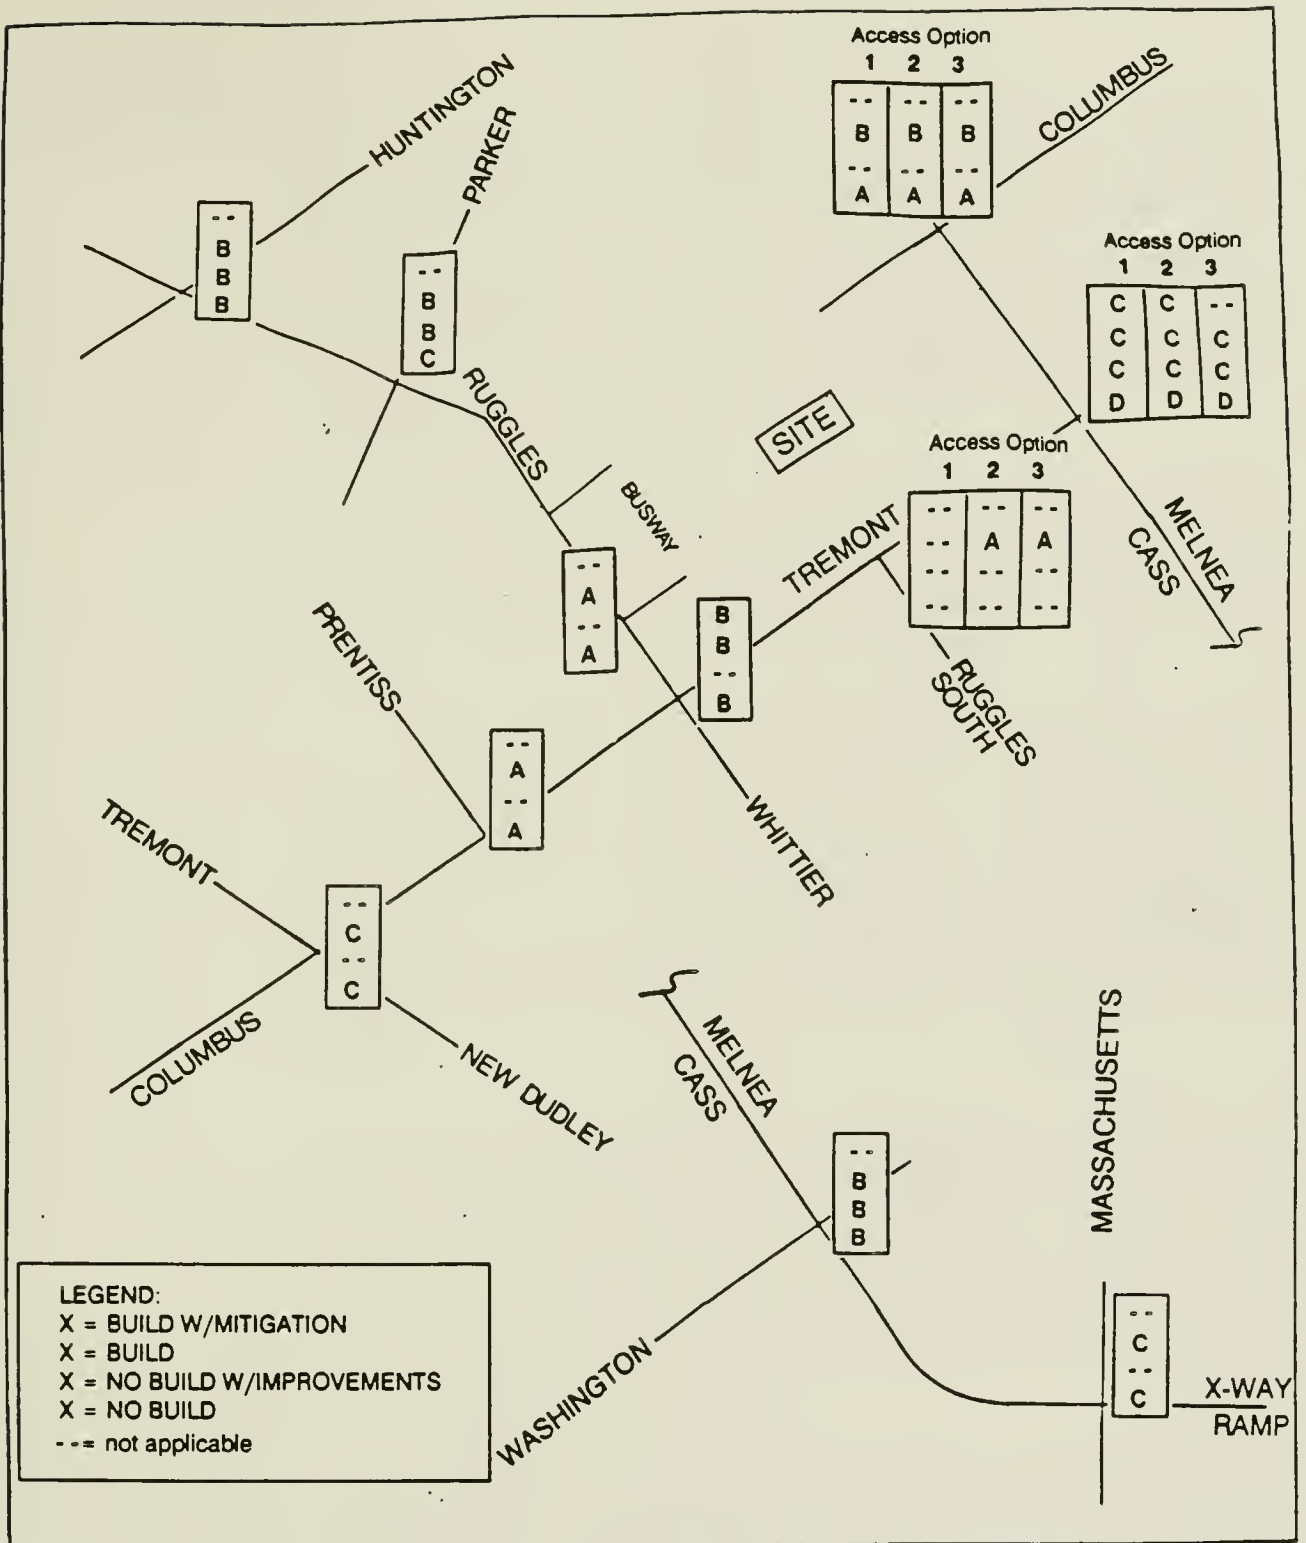 Access Option
1 2 3
-- -- --
B B B
-- -- --
A A A
COLUMBUS
HUNTINGTON
PARKER
--
B
B
B
--
B
B
C
Access Option
1 2 3
C C --
C C C
C C C
D D D
RUGGLES
SITE
BUSWAY
Access Option
1 2 3
-- -- --
-- A A
-- -- --
-- -- --
MELNEA
CASS
TREMONT
--
A
--
A
B
B
--
B
RUGGLES
SOUTH
PRENTISS
--
A
--
A
WHITTIER
TREMONT
--
C
--
C
COLUMBUS
NEW DUDLEY
MELNEA
CASS
MASSACHUSETTS
--
B
B
B
WASHINGTON
--
C
--
C
X-WAY
RAMP
LEGEND:
X = BUILD W/MITIGATION
X = BUILD
X = NO BUILD W/IMPROVEMENTS
X = NO BUILD
--= not applicable